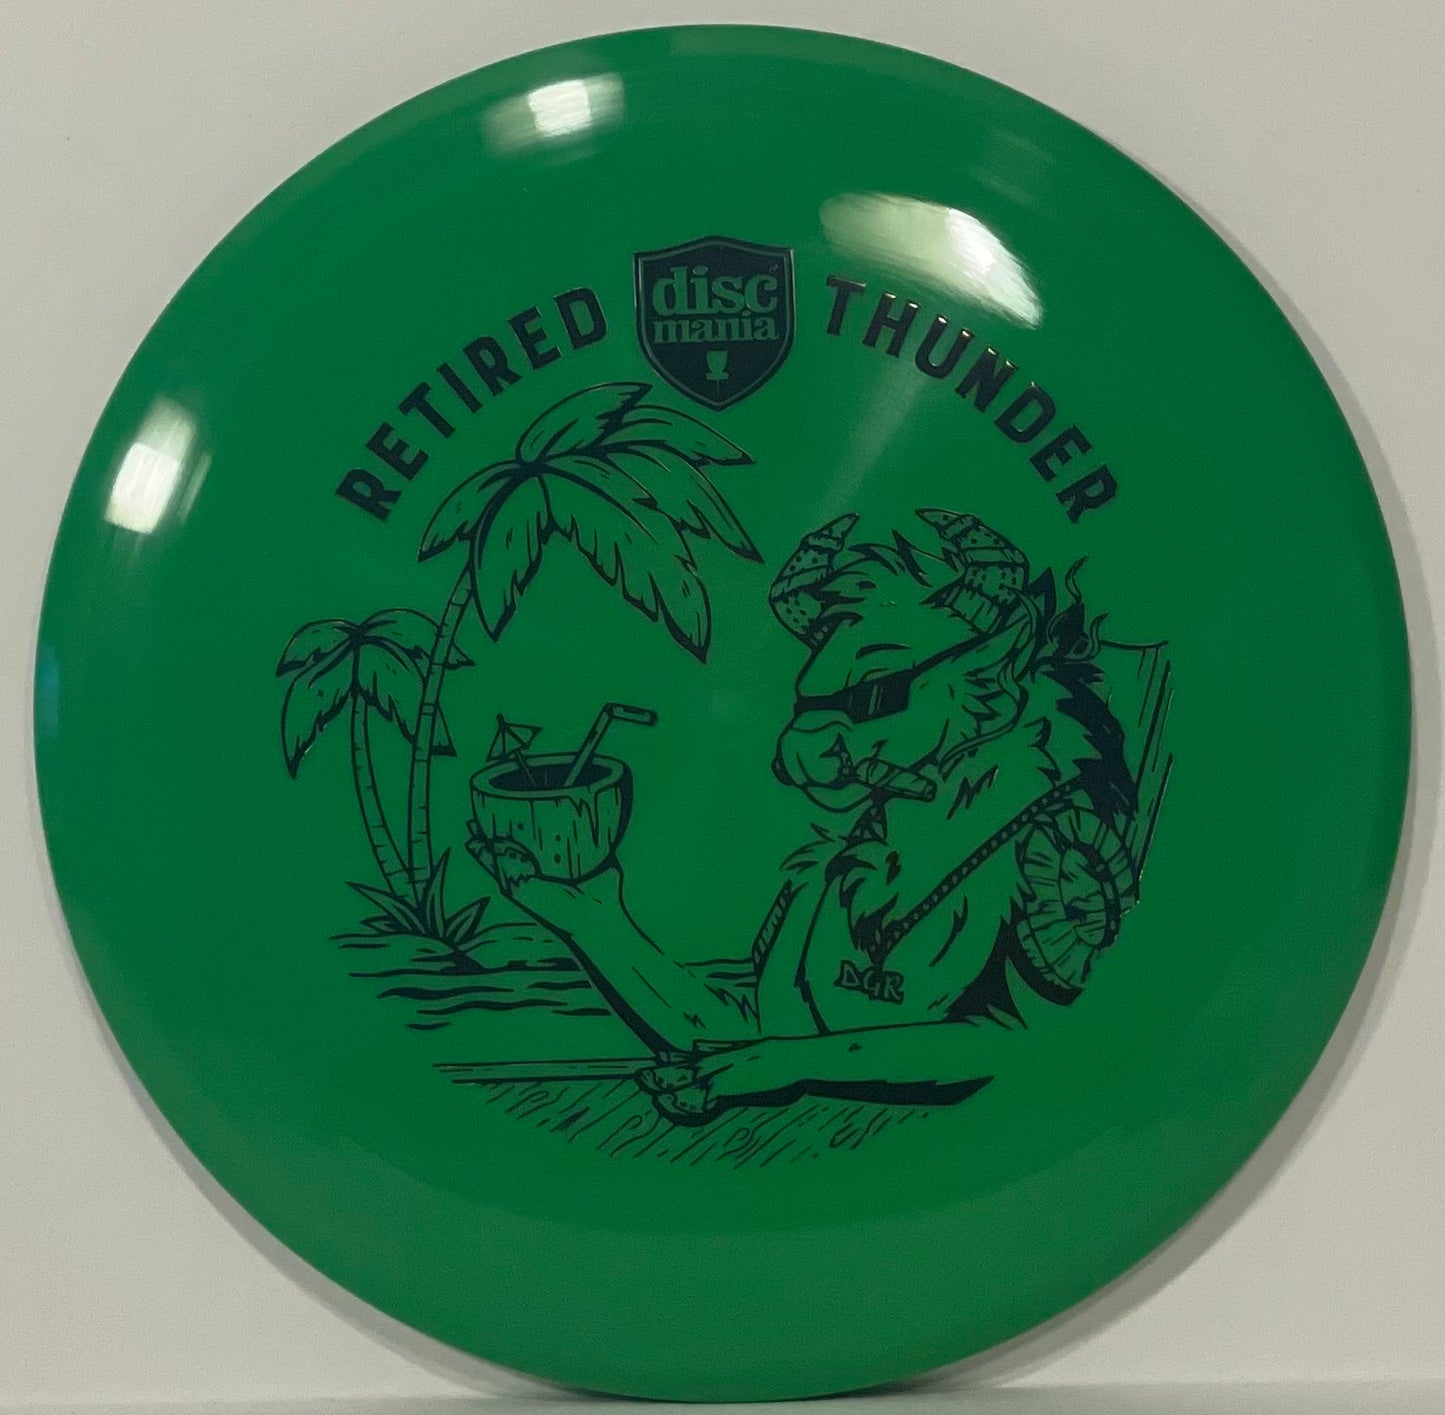 RETIRED THUNDER
disc
mania
DGR